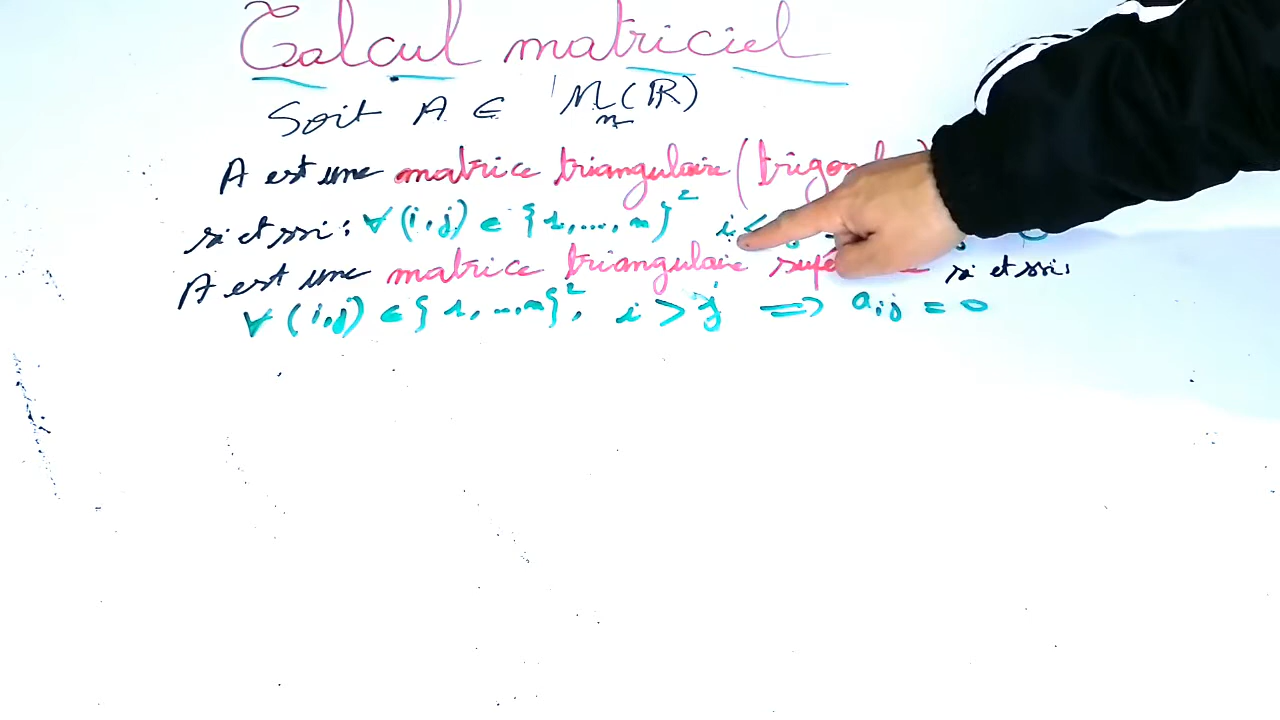 Calcul matriciel
Soit A ∈ M_n(ℝ)
A est une matrice triangulaire (
si et ssi : ∀ (i,j) ∈ {1,...,n}² i <
A est une matrice triangulaire si et ssi:
∀ (i,j) ∈ {1,...,n}², i > j ⟹ aij = 0